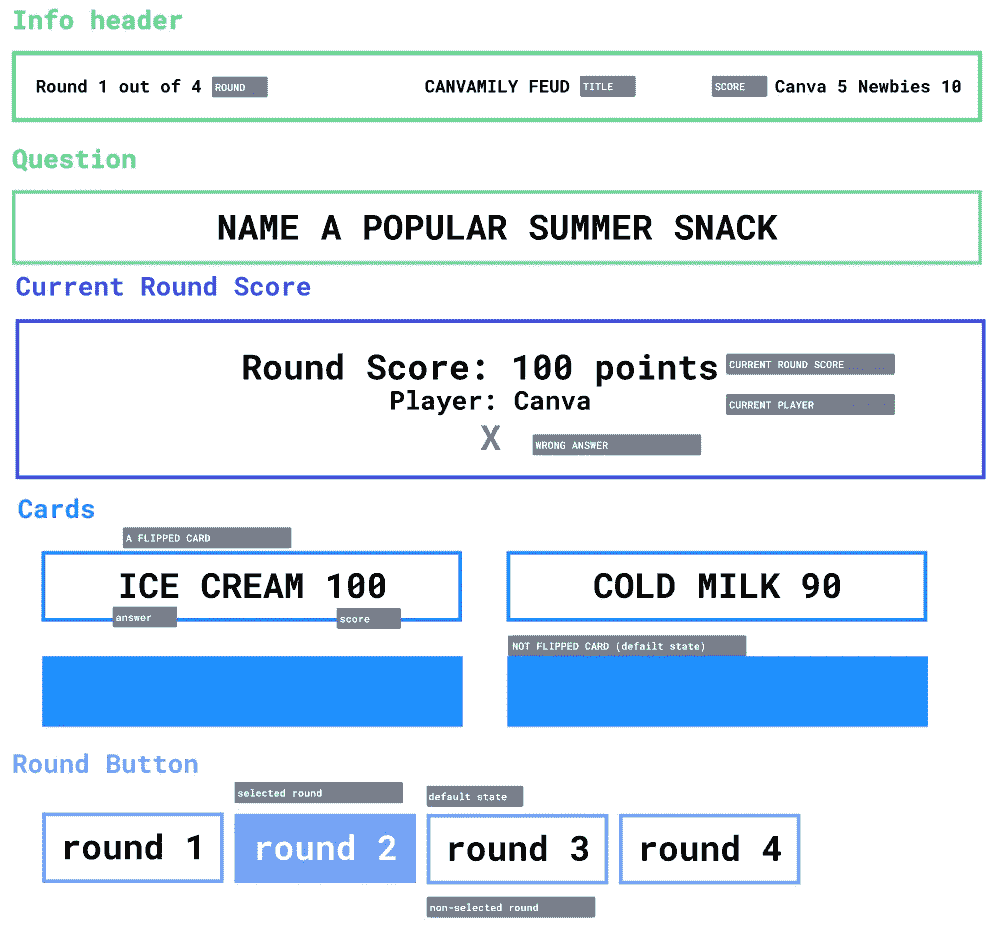 Info header
Round 1 out of 4 ROUND CANVAMILY FEUD TITLE SCORE Canva 5 Newbies 10
Question
NAME A POPULAR SUMMER SNACK
Current Round Score
Round Score: 100 points CURRENT ROUND SCORE
Player: Canva CURRENT PLAYER
X WRONG ANSWER
Cards
A FLIPPED CARD
ICE CREAM 100 COLD MILK 90
answer score
NOT FLIPPED CARD (defailt state)
Round Button
selected round default state
round 1 round 2 round 3 round 4
non-selected round